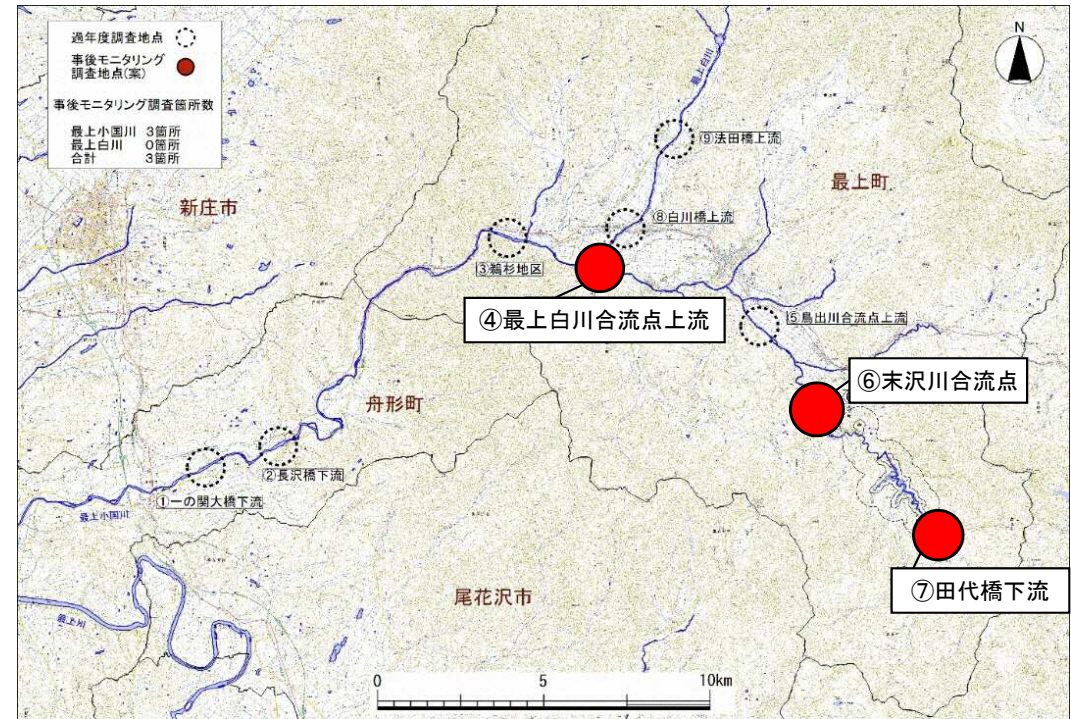 過年度調査地点
事後モニタリング
調査地点(案)
事後モニタリング調査箇所数
最上小国川 3箇所
最上白川 0箇所
合計 3箇所
N
最上白川
⑨法田橋上流
最上町
新庄市
⑧白川橋上流
③鵜杉地区
④最上白川合流点上流
⑤鳥出川合流点上流
⑥末沢川合流点
舟形町
②長沢橋下流
①一の関大橋下流
最上小国川
⑦田代橋下流
尾花沢市
最上川
0 5 10km